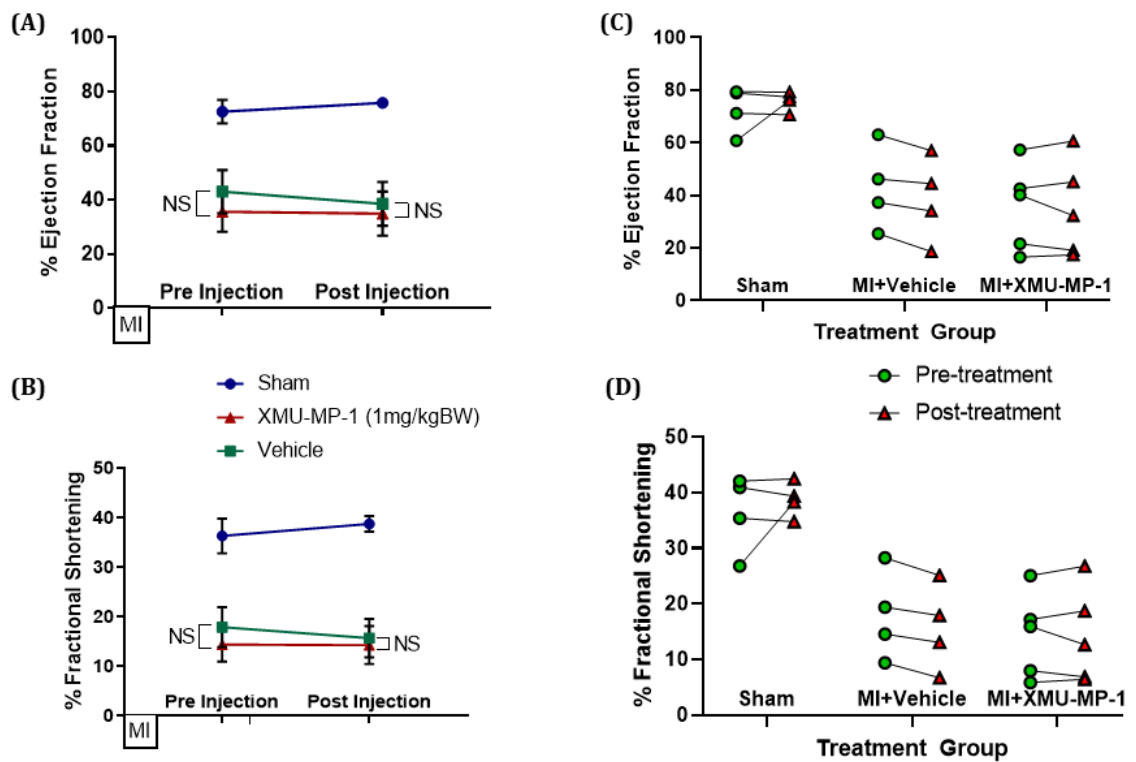 (A)
100
80
60
40
20
0
% Ejection Fraction
NS
NS
Pre Injection
Post Injection
MI
(C)
100
80
60
40
20
0
% Ejection Fraction
Sham
MI+Vehicle
MI+XMU-MP-1
Treatment Group
(B)
Sham
XMU-MP-1 (1mg/kgBW)
Vehicle
50
40
30
20
10
0
% Fractional Shortening
NS
NS
Pre Injection
Post Injection
MI
(D)
Pre-treatment
Post-treatment
50
40
30
20
10
0
% Fractional Shortening
Sham
MI+Vehicle
MI+XMU-MP-1
Treatment Group